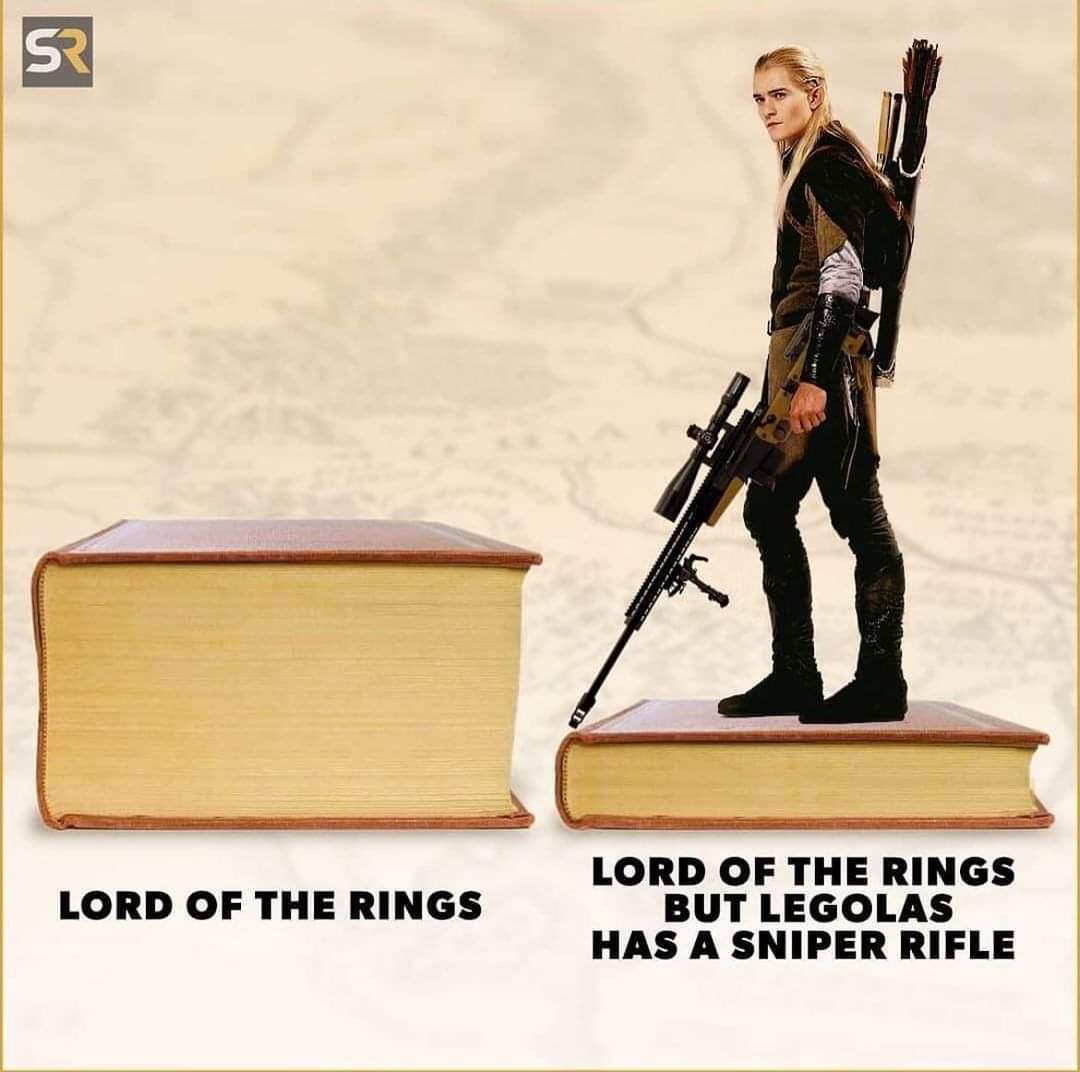 SR
LORD OF THE RINGS
LORD OF THE RINGS
BUT LEGOLAS
HAS A SNIPER RIFLE